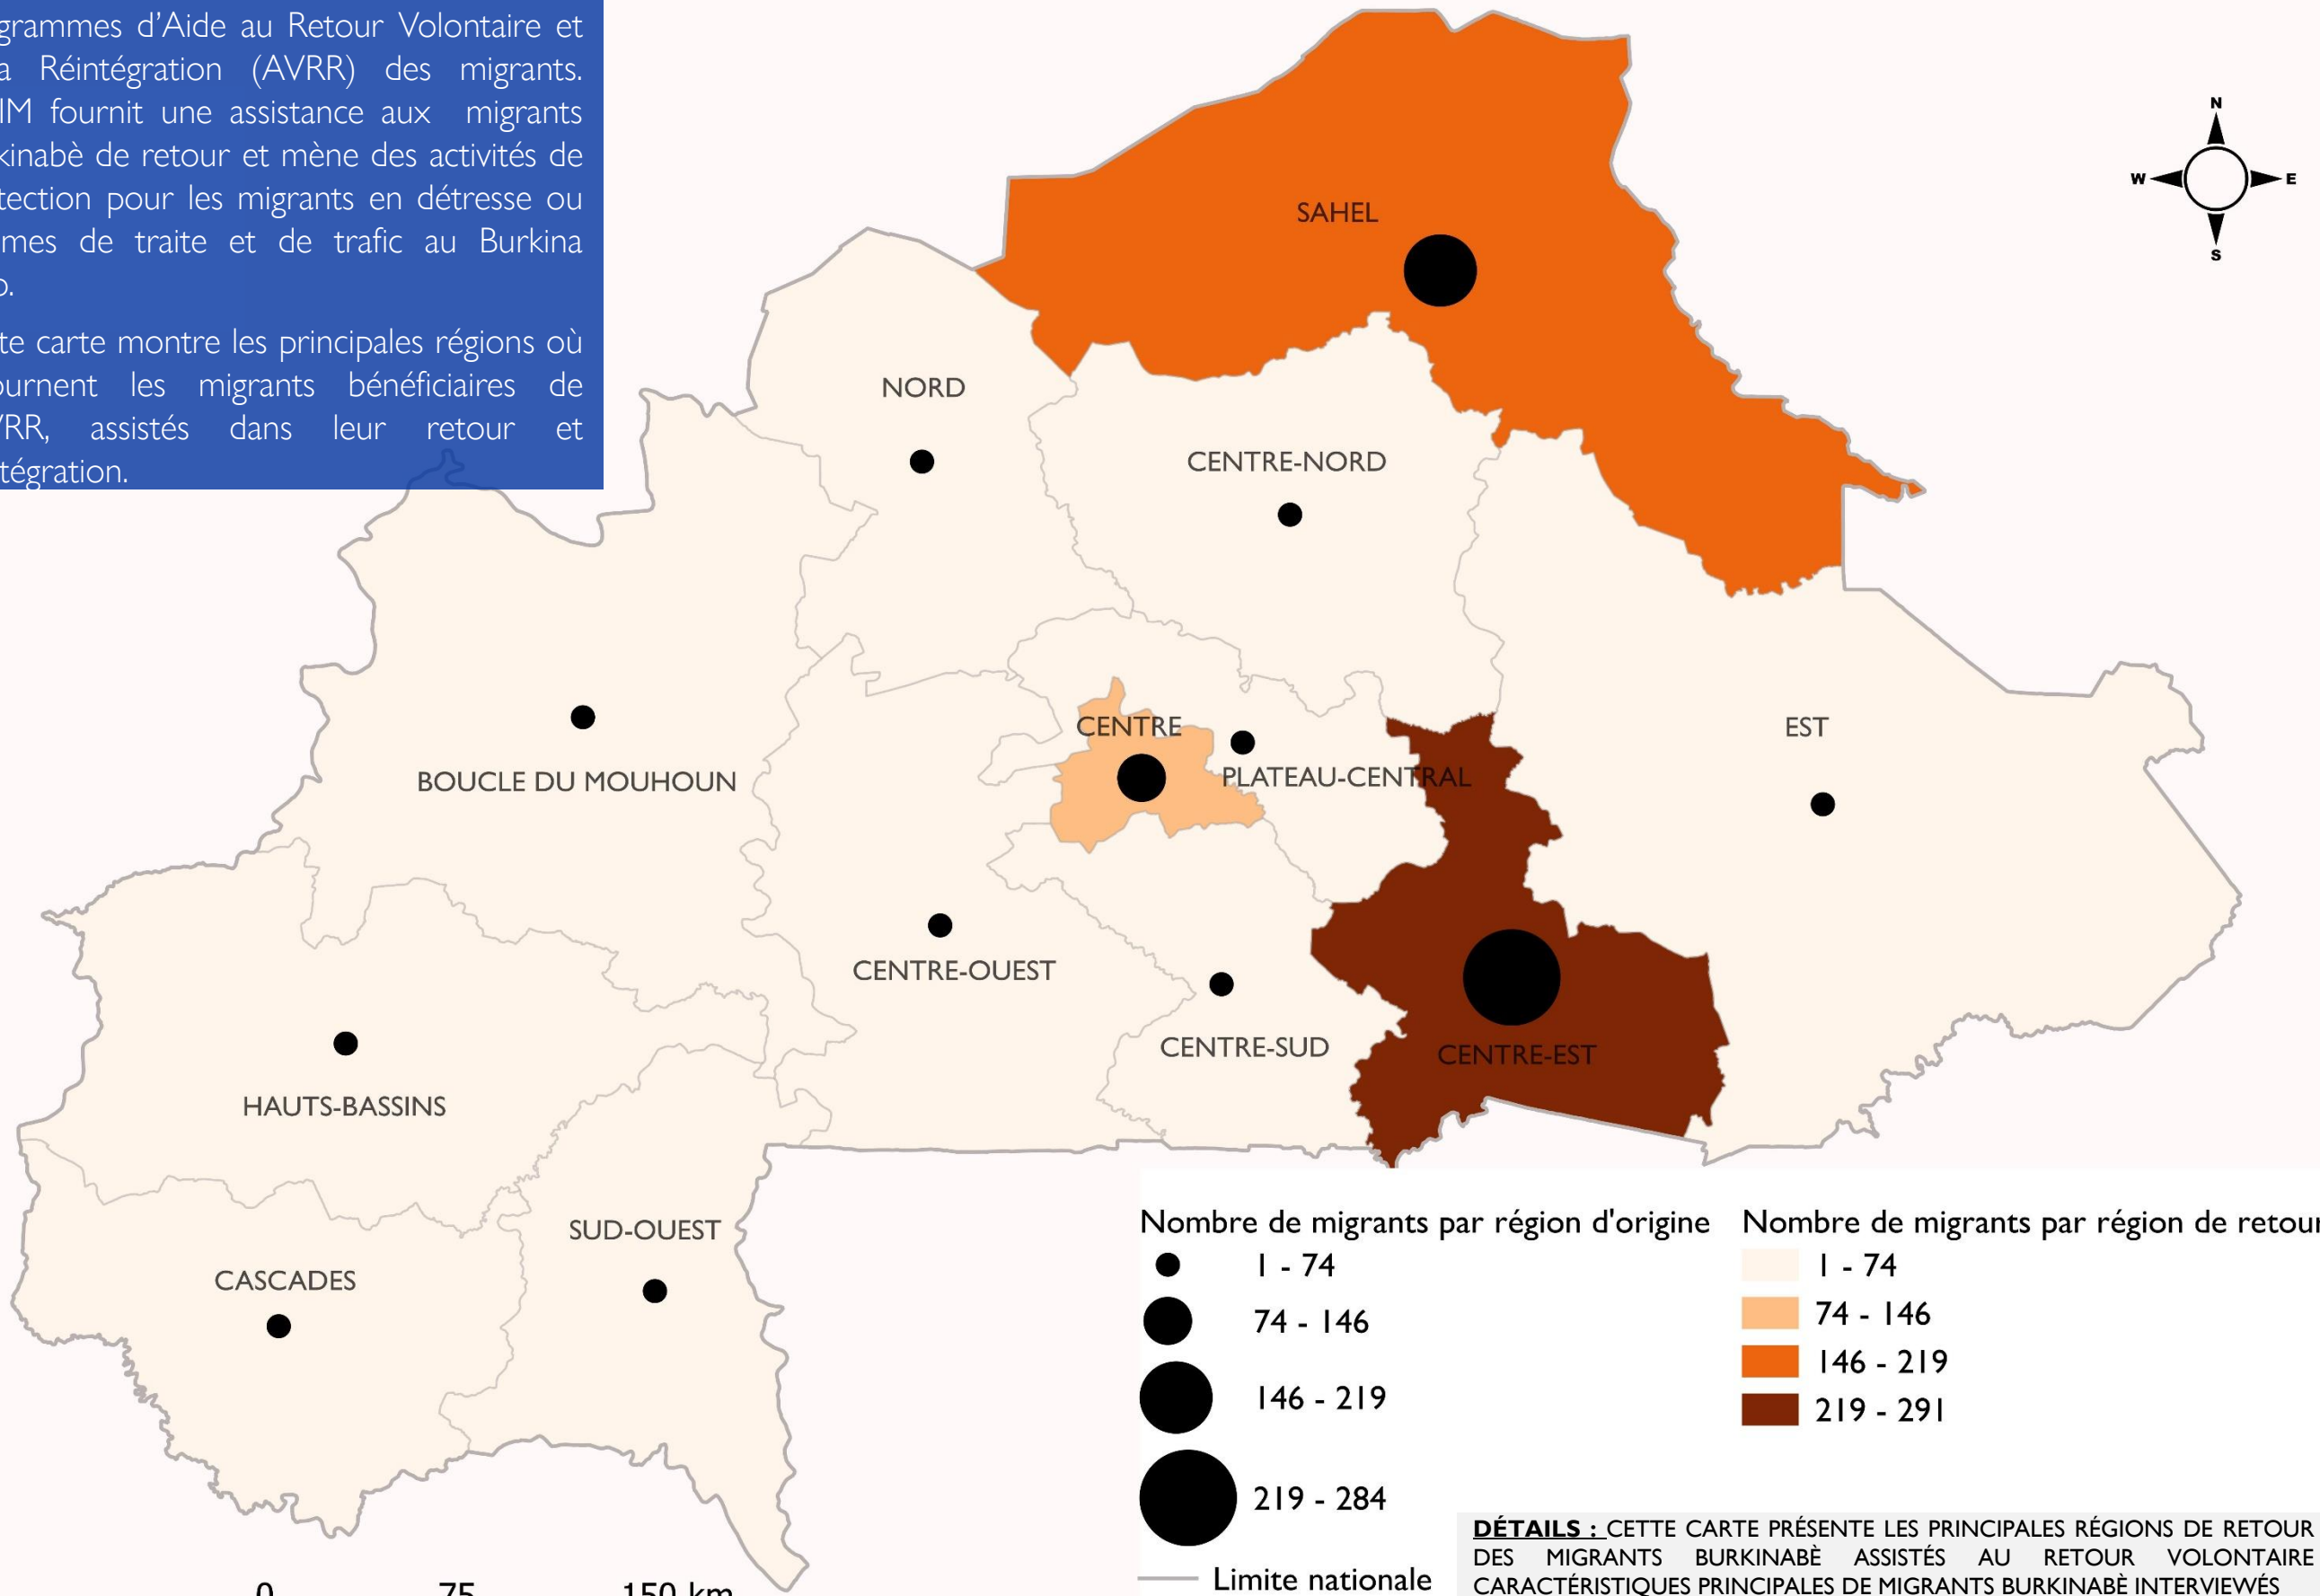 grammes d'Aide au Retour Volontaire et
a Réintégration (AVRR) des migrants.
IM fournit une assistance aux migrants
kinabè de retour et mène des activités de
tection pour les migrants en détresse ou
mes de traite et de trafic au Burkina
o.
te carte montre les principales régions où
ournent les migrants bénéficiaires de
VRR, assistés dans leur retour et
ntégration.
N
W E
S
SAHEL
NORD
CENTRE-NORD
CENTRE
EST
BOUCLE DU MOUHOUN
PLATEAU-CENTRAL
CENTRE-OUEST
CENTRE-SUD
CENTRE-EST
HAUTS-BASSINS
SUD-OUEST
CASCADES
Nombre de migrants par région d'origine
1 - 74
74 - 146
146 - 219
219 - 284
Limite nationale
Nombre de migrants par région de retour
1 - 74
74 - 146
146 - 219
219 - 291
DÉTAILS : CETTE CARTE PRÉSENTE LES PRINCIPALES RÉGIONS DE RETOUR
DES MIGRANTS BURKINABÈ ASSISTÉS AU RETOUR VOLONTAIRE
CARACTÉRISTIQUES PRINCIPALES DE MIGRANTS BURKINABÈ INTERVIEWÉS
0 75 150 km